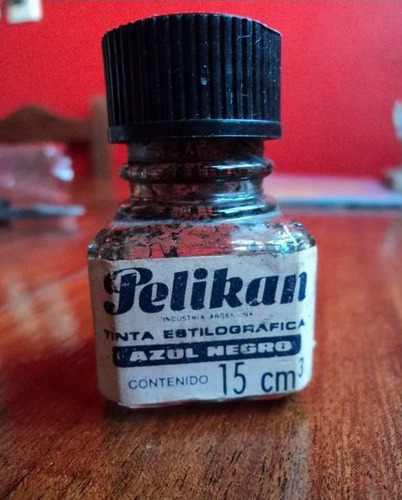 Pelikan
INDUSTRIA ARGENTINA
TINTA ESTILOGRAFICA
AZUL NEGRO
CONTENIDO 15 cm³